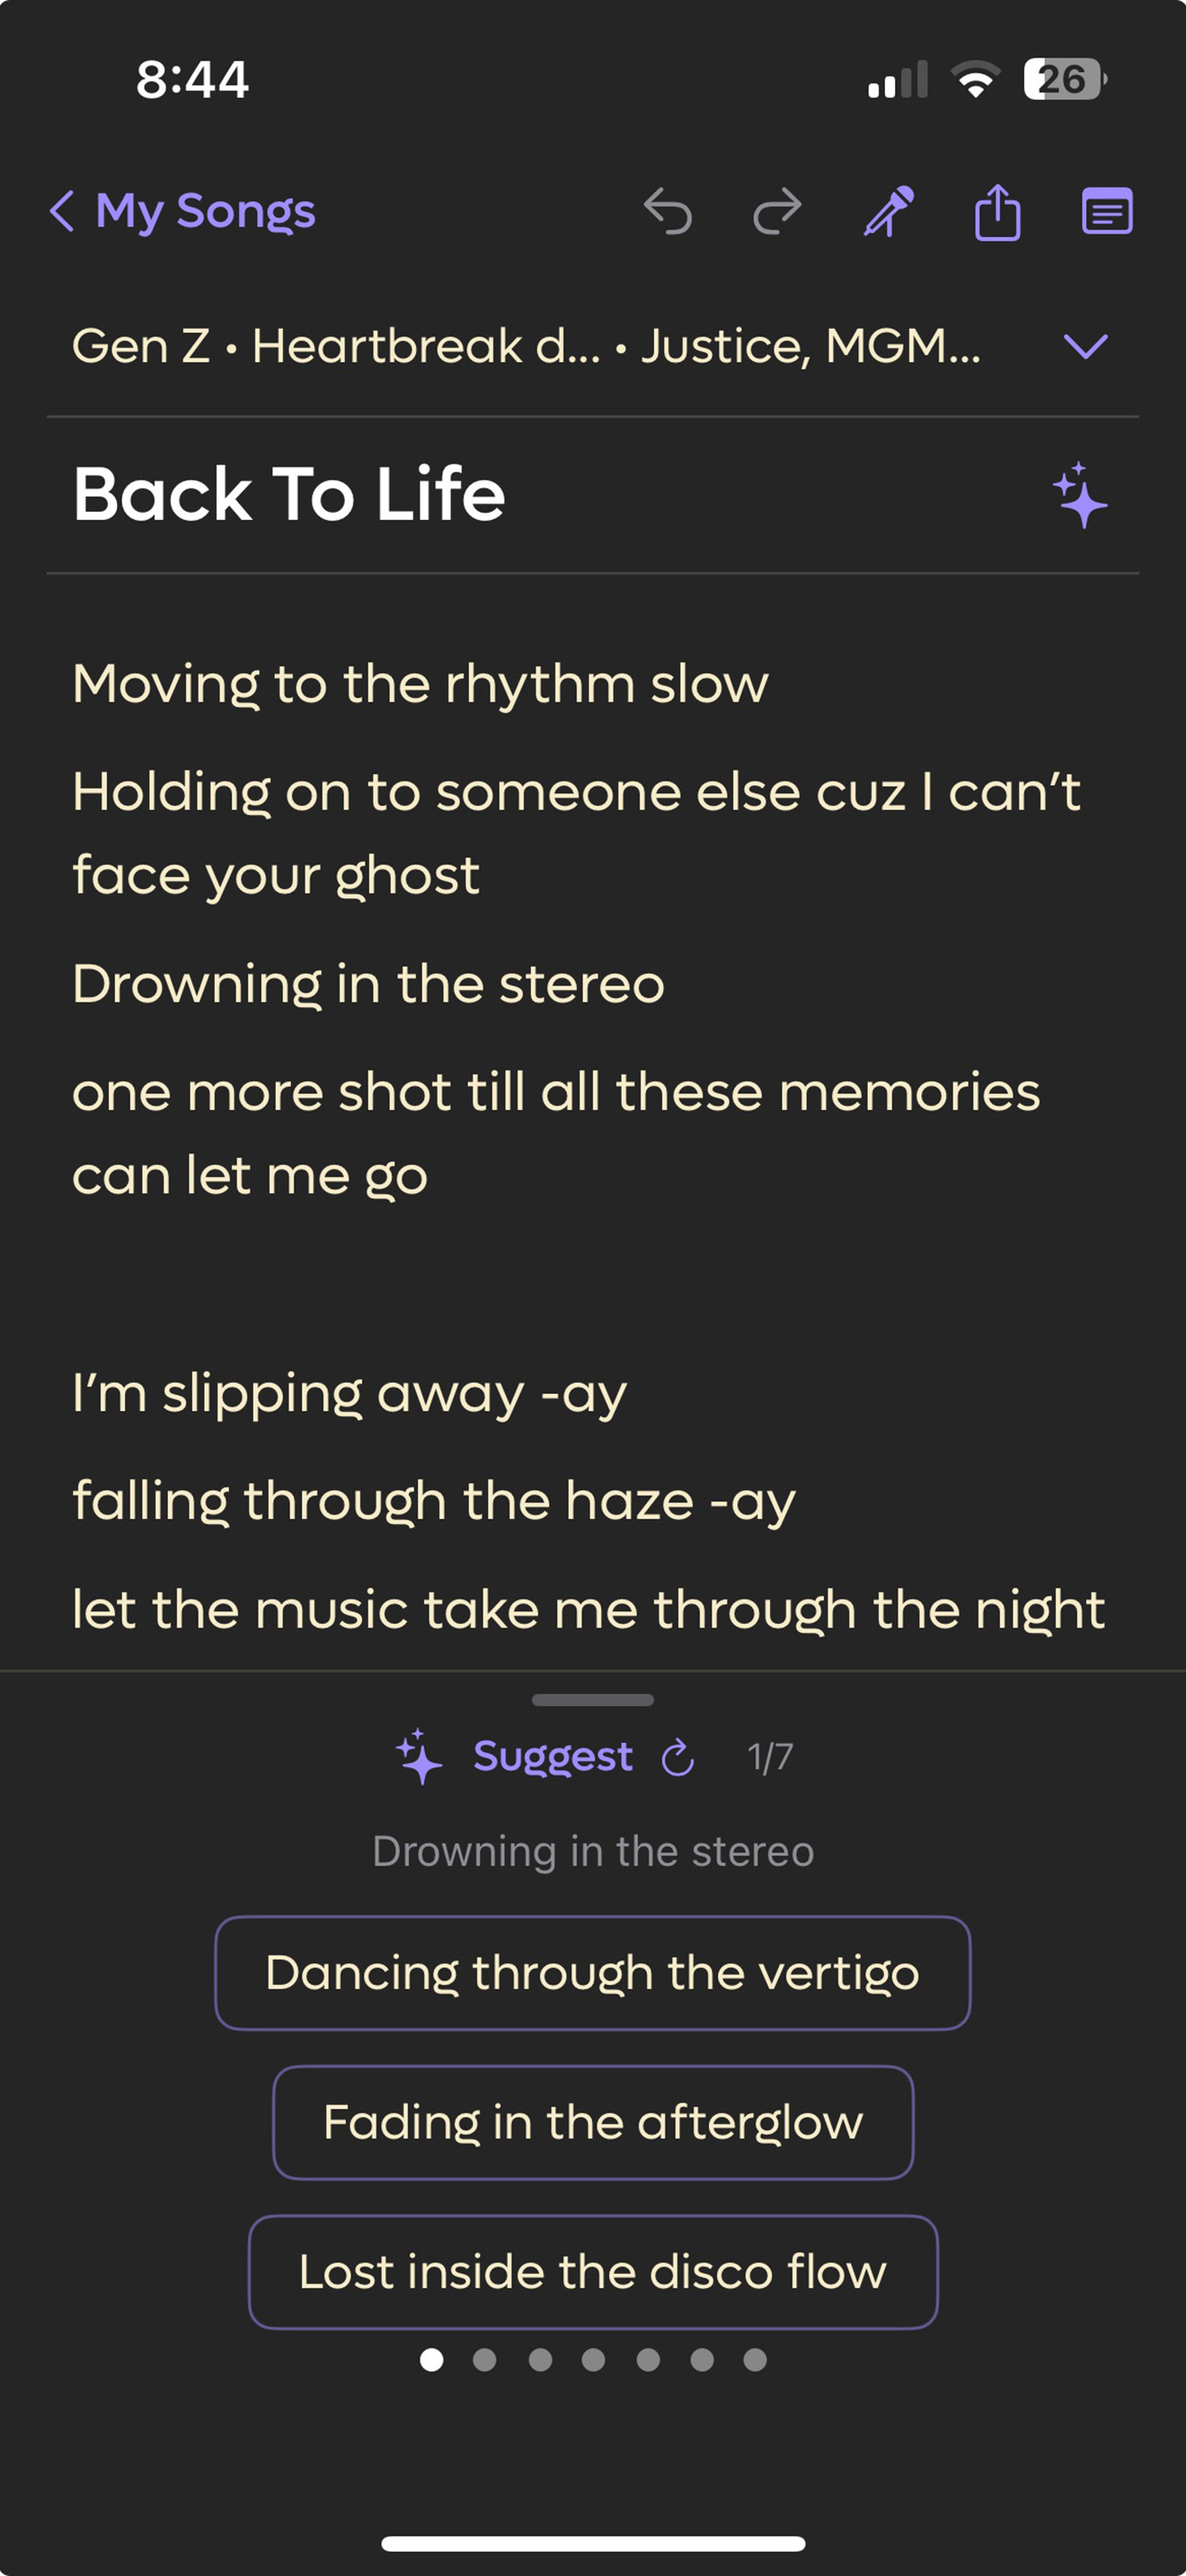 8:44
26
My Songs
Gen Z • Heartbreak d... • Justice, MGM...
Back To Life
Moving to the rhythm slow
Holding on to someone else cuz I can’t
face your ghost
Drowning in the stereo
one more shot till all these memories
can let me go
I’m slipping away -ay
falling through the haze -ay
let the music take me through the night
Suggest 1/7
Drowning in the stereo
Dancing through the vertigo
Fading in the afterglow
Lost inside the disco flow